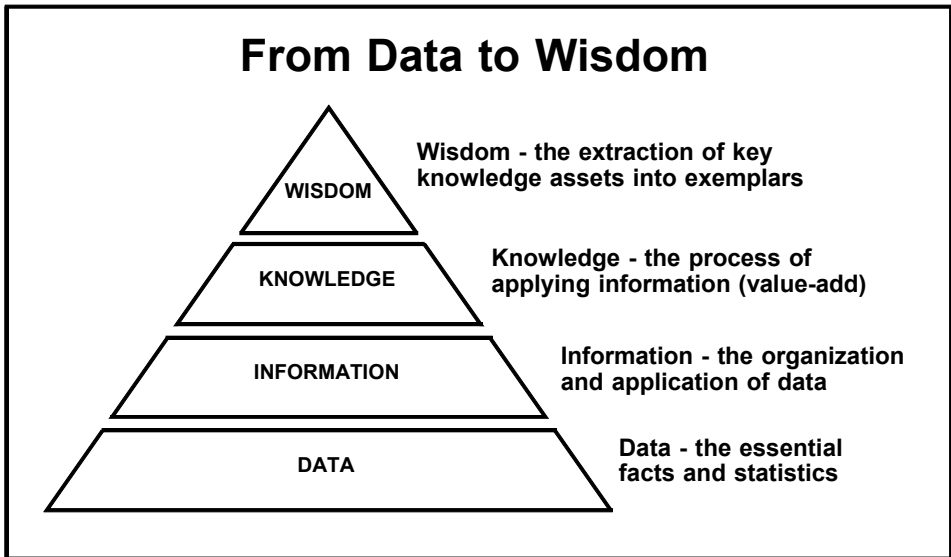 From Data to Wisdom
WISDOM
Wisdom - the extraction of key
knowledge assets into exemplars
KNOWLEDGE
Knowledge - the process of
applying information (value-add)
INFORMATION
Information - the organization
and application of data
DATA
Data - the essential
facts and statistics